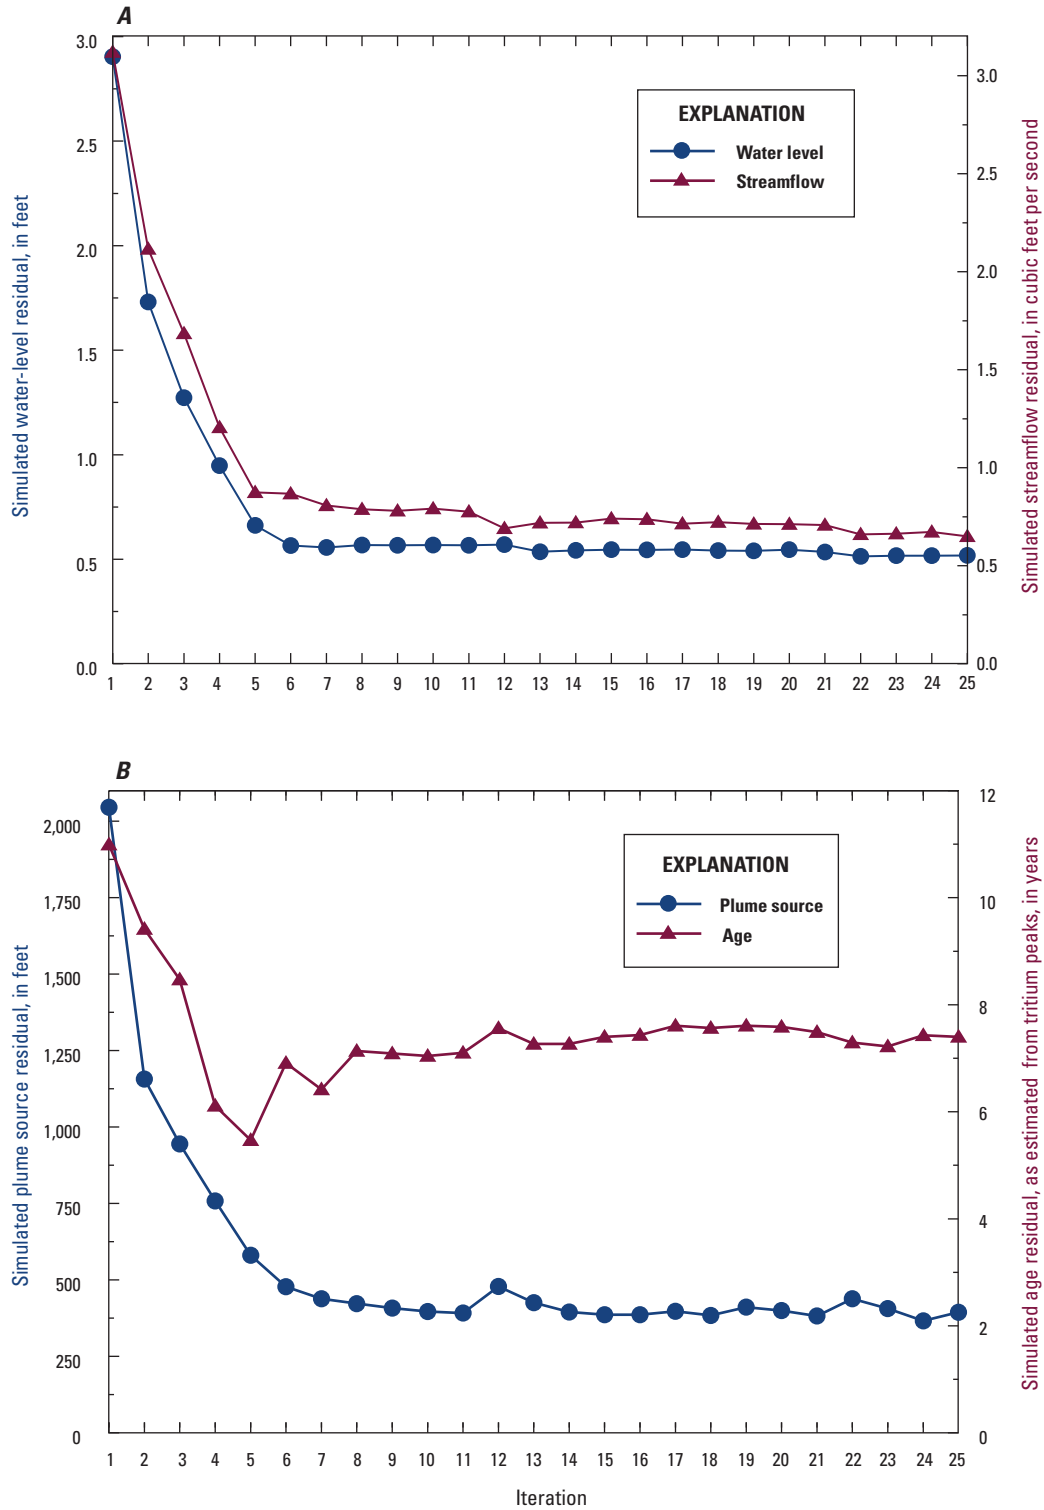 A
Simulated water-level residual, in feet
3.0
2.5
2.0
1.5
1.0
0.5
0.0
EXPLANATION
Water level
Streamflow
Simulated streamflow residual, in cubic feet per second
3.0
2.5
2.0
1.5
1.0
0.5
0.0
1 2 3 4 5 6 7 8 9 10 11 12 13 14 15 16 17 18 19 20 21 22 23 24 25
B
Simulated plume source residual, in feet
2,000
1,750
1,500
1,250
1,000
750
500
250
0
EXPLANATION
Plume source
Age
Simulated age residual, as estimated from tritium peaks, in years
12
10
8
6
4
2
0
1 2 3 4 5 6 7 8 9 10 11 12 13 14 15 16 17 18 19 20 21 22 23 24 25
Iteration